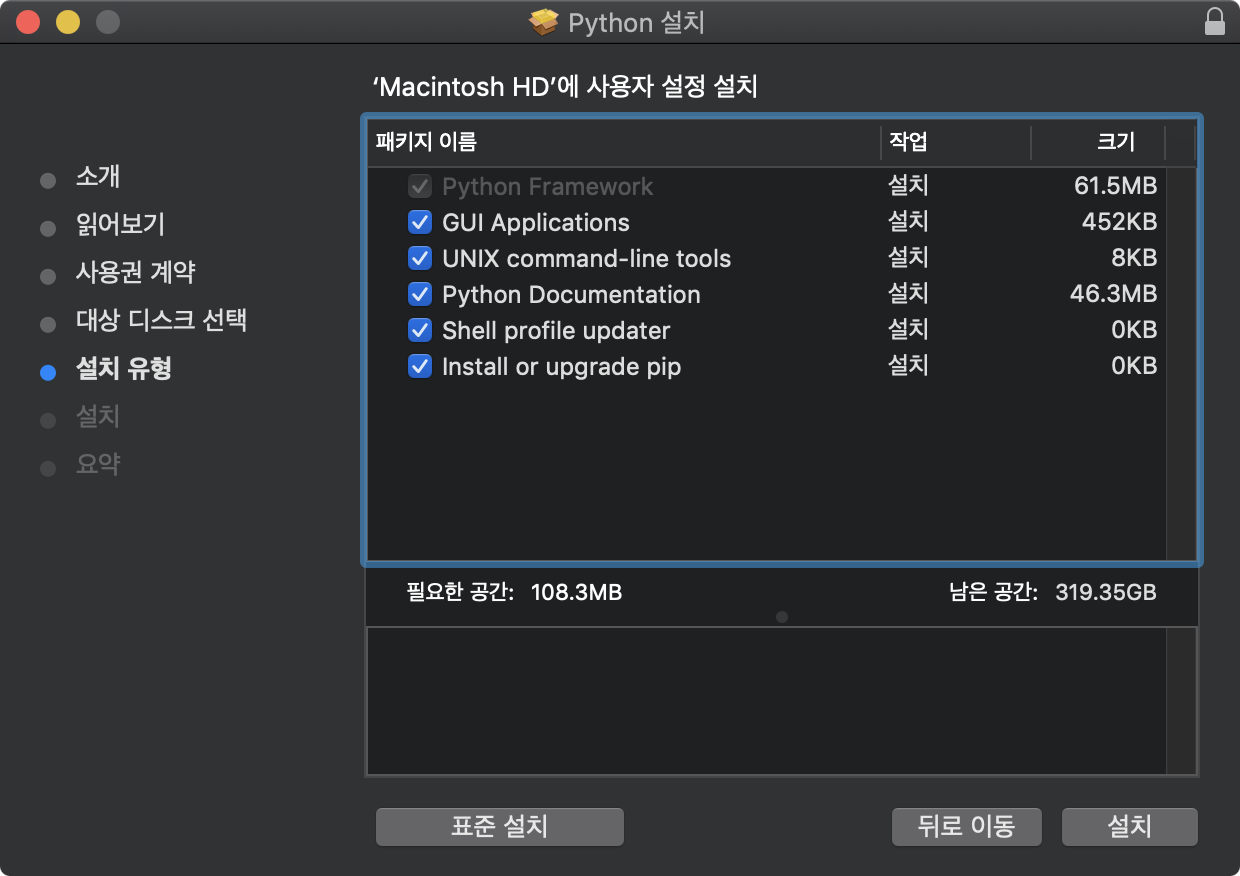 Python 설치
'Macintosh HD'에 사용자 설정 설치
소개
읽어보기
사용권 계약
대상 디스크 선택
설치 유형
설치
요약
패키지 이름 작업 크기
Python Framework 설치 61.5MB
GUI Applications 설치 452KB
UNIX command-line tools 설치 8KB
Python Documentation 설치 46.3MB
Shell profile updater 설치 0KB
Install or upgrade pip 설치 0KB
필요한 공간: 108.3MB 남은 공간: 319.35GB
표준 설치 뒤로 이동 설치